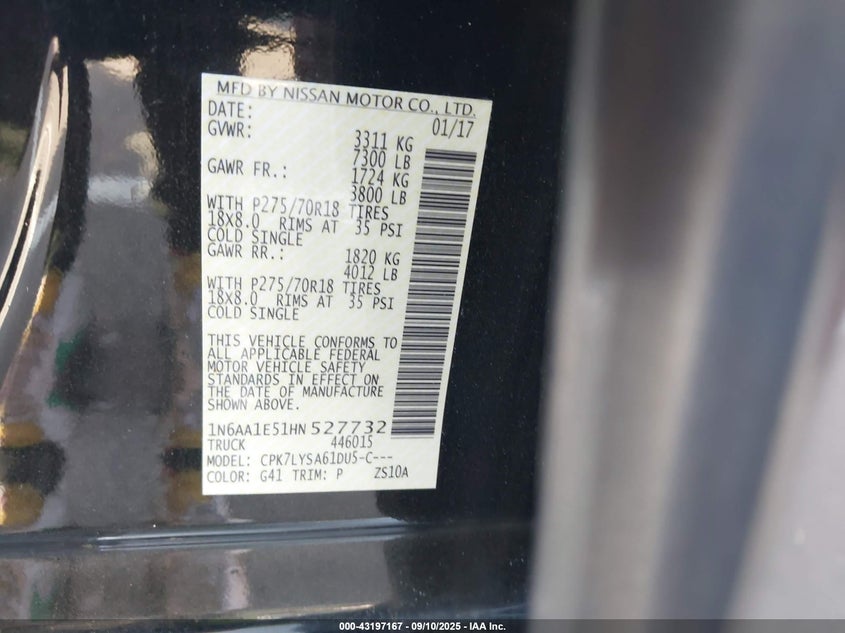 MFD BY NISSAN MOTOR CO., LTD.
DATE: 01/17
GVWR: 3311 KG
7300 LB
GAWR FR.: 1724 KG
3800 LB
WITH P275/70R18 TIRES
18X8.0 RIMS AT 35 PSI
COLD SINGLE
GAWR RR.: 1820 KG
4012 LB
WITH P275/70R18 TIRES
18X8.0 RIMS AT 35 PSI
COLD SINGLE
THIS VEHICLE CONFORMS TO
ALL APPLICABLE FEDERAL
MOTOR VEHICLE SAFETY
STANDARDS IN EFFECT ON
THE DATE OF MANUFACTURE
SHOWN ABOVE.
1N6AA1E51HN 527732
TRUCK 446015
MODEL: CPK7LYSA61DU5-C---
COLOR: G41 TRIM: P ZS10A
000-43197167 - 09/10/2025 - IAA Inc.